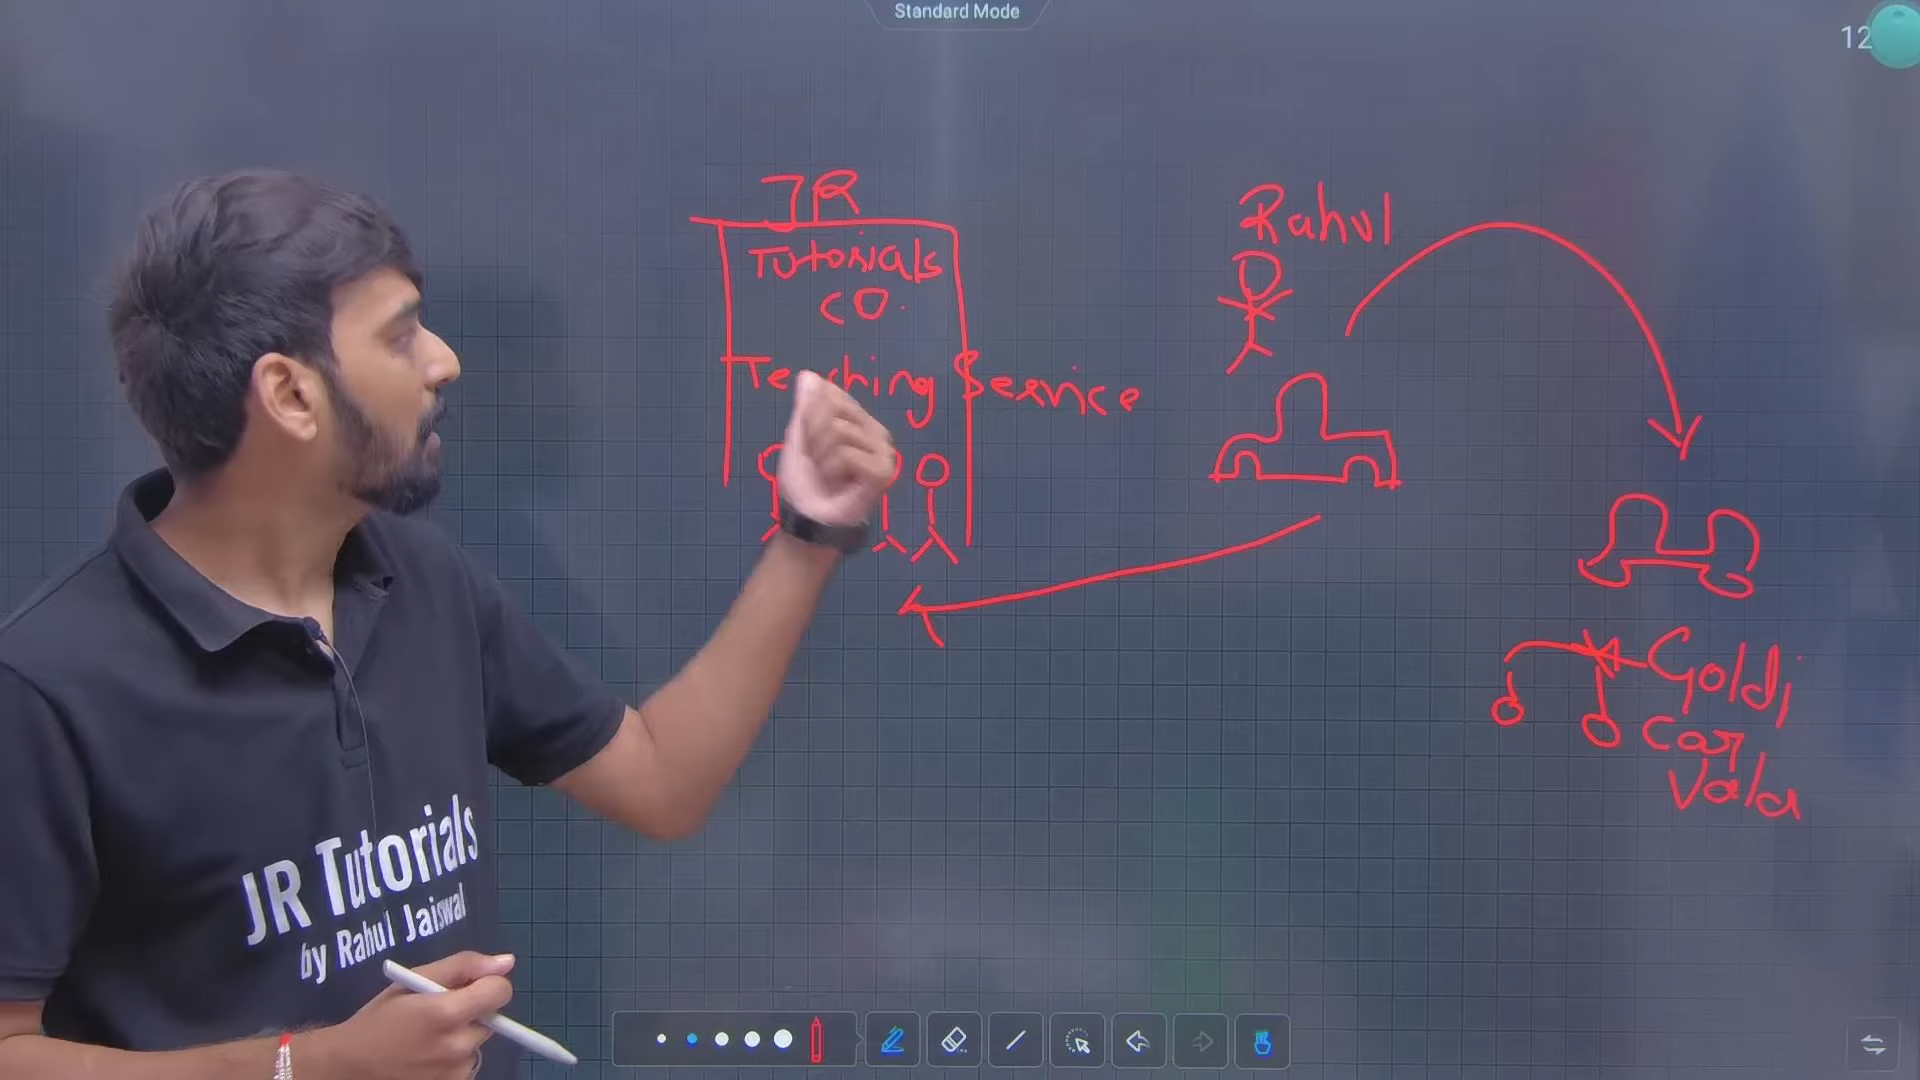 Standard Mode
12
JR
Tutorials
CO.
Teaching Service
Rahul
Goldi
Car
Vala
JR Tutorials
by Rahul Jaiswal